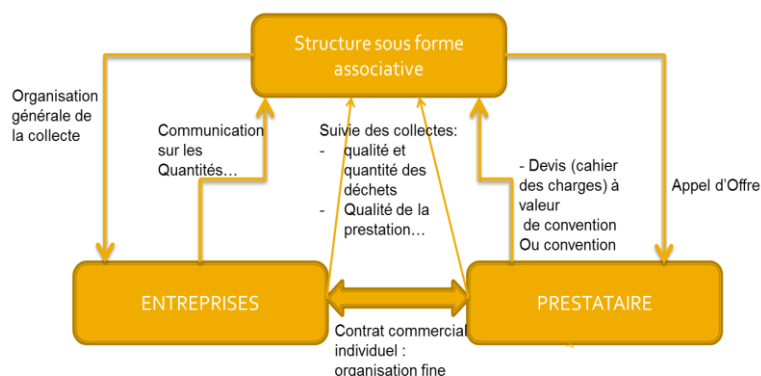 Structure sous forme
associative
Organisation
générale de
la collecte
Communication
sur les
Quantités…
Suivie des collectes:
- qualité et
quantité des
déchets
- Qualité de la
prestation…
- Devis (cahier
des charges) à
valeur
de convention
Ou convention
Appel d'Offre
ENTREPRISES
PRESTATAIRE
Contrat commercial
individuel :
organisation fine